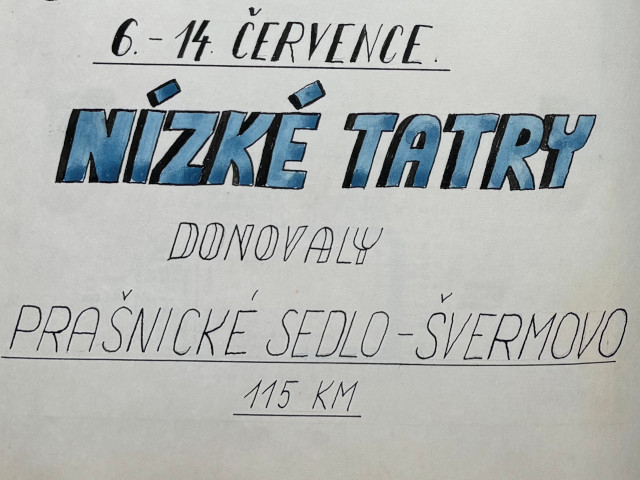 6. - 14. ČERVENCE.
NÍZKÉ TATRY
DONOVALY
PRAŠNICKÉ SEDLO - ŠVERMOVO
115 KM